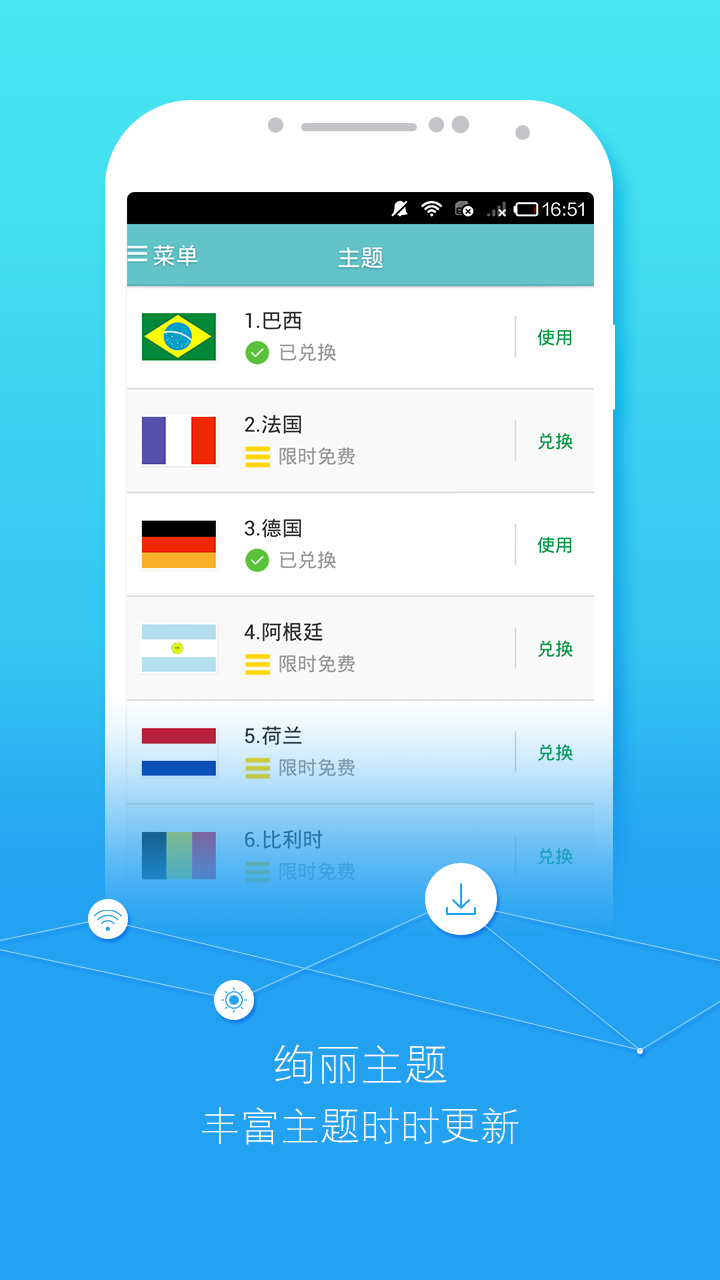 16:51
菜单
主题
1.巴西
已兑换
使用
2.法国
限时免费
兑换
3.德国
已兑换
使用
4.阿根廷
限时免费
兑换
5.荷兰
限时免费
兑换
6.比利时
限时免费
兑换
绚丽主题
丰富主题时时更新